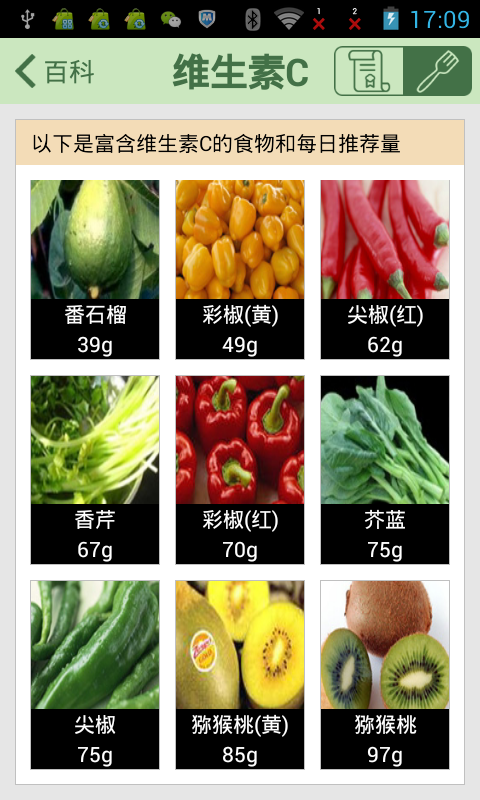 17:09
百科
维生素C
以下是富含维生素C的食物和每日推荐量
番石榴
39g
彩椒(黄)
49g
尖椒(红)
62g
香芹
67g
彩椒(红)
70g
芥蓝
75g
尖椒
75g
猕猴桃(黄)
85g
猕猴桃
97g